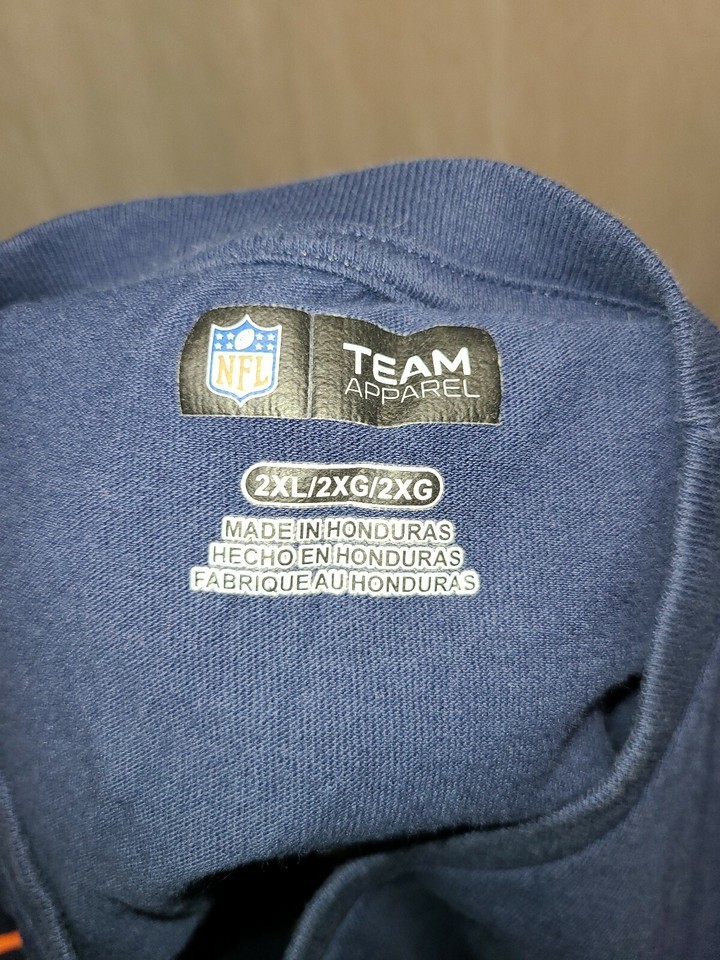 NFL
TEAM
APPAREL
2XL/2XG/2XG
MADE IN HONDURAS
HECHO EN HONDURAS
FABRIQUE AU HONDURAS